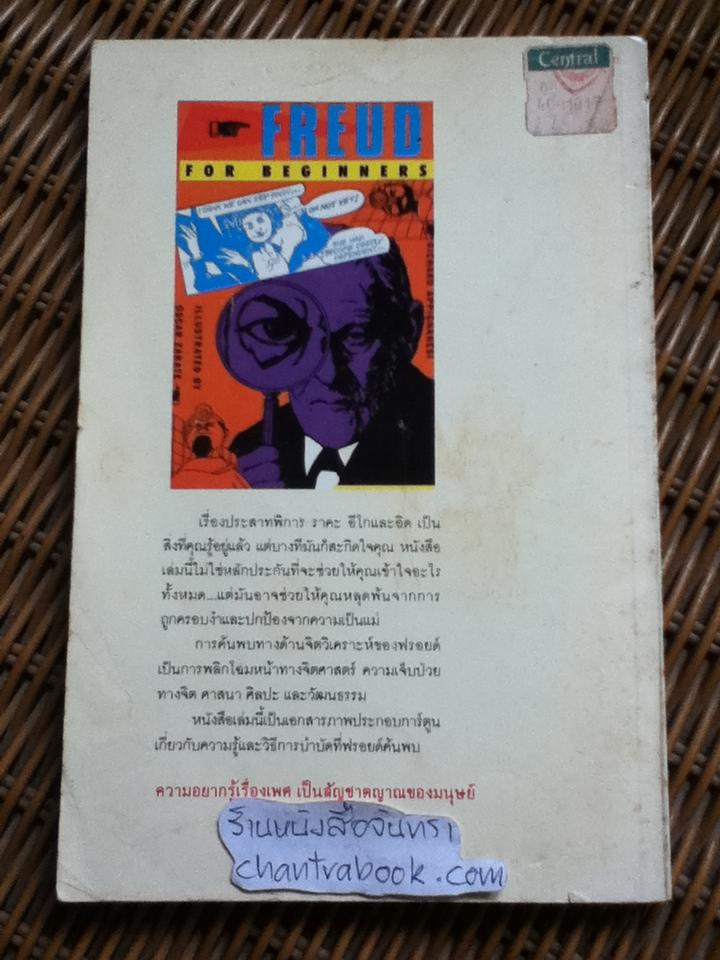 Central
FREUD
FOR BEGINNERS
OH NOT YET!
RICHARD APPIGNANESI
ILLUSTRATED BY
OSCAR ZARATE
เรื่องประสาทพิการ ราคะ อีโกและอิด เป็น
สิ่งที่คุณรู้อยู่แล้ว แต่บางทีมันก็สะกิดใจคุณ หนังสือ
เล่มนี้ไม่ใช่หลักประกันที่จะช่วยให้คุณเข้าใจอะไร
ทั้งหมด....แต่มันอาจช่วยให้คุณหลุดพ้นจากการ
ถูกครอบงำและปกป้องจากความเป็นแม่
การค้นพบทางด้านจิตวิเคราะห์ของฟรอยด์
เป็นการพลิกโฉมหน้าทางจิตศาสตร์ ความเจ็บป่วย
ทางจิต ศาสนา ศิลปะ และวัฒนธรรม
หนังสือเล่มนี้เป็นเอกสารภาพประกอบการ์ตูน
เกี่ยวกับความรู้และวิธีการบำบัดที่ฟรอยด์ค้นพบ
ความอยากรู้เรื่องเพศ เป็นสัญชาตญาณของมนุษย์
ร้านหนังสือจันทรา
chantrabook.com